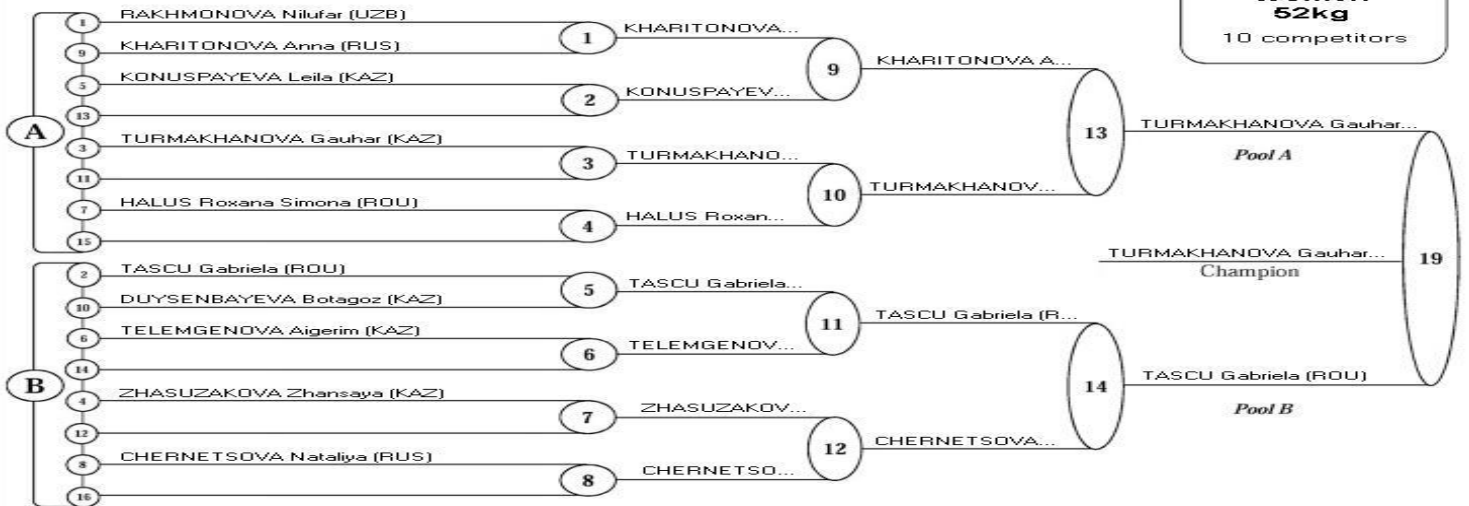 52kg
10 competitors
A
1 RAKHMONOVA Nilufar (UZB)
9 KHARITONOVA Anna (RUS)
5 KONUSPAYEVA Leila (KAZ)
13
3 TURMAKHANOVA Gauhar (KAZ)
11
7 HALUS Roxana Simona (ROU)
15
B
2 TASCU Gabriela (ROU)
10 DUYSENBAYEVA Botagoz (KAZ)
6 TELEMGENOVA Aigerim (KAZ)
14
4 ZHASUZAKOVA Zhansaya (KAZ)
12
8 CHERNETSOVA Nataliya (RUS)
16
1 KHARITONOVA...
2 KONUSPAYEV...
3 TURMAKHANO...
4 HALUS Roxan...
5 TASCU Gabriela...
6 TELEMGENOV...
7 ZHASUZAKOV...
8 CHERNETSO...
9 KHARITONOVA A...
10 TURMAKHANOV...
11 TASCU Gabriela (R...
12 CHERNETSOVA...
13 TURMAKHANOVA Gauhar...
Pool A
14 TASCU Gabriela (ROU)
Pool B
19
TURMAKHANOVA Gauhar...
Champion